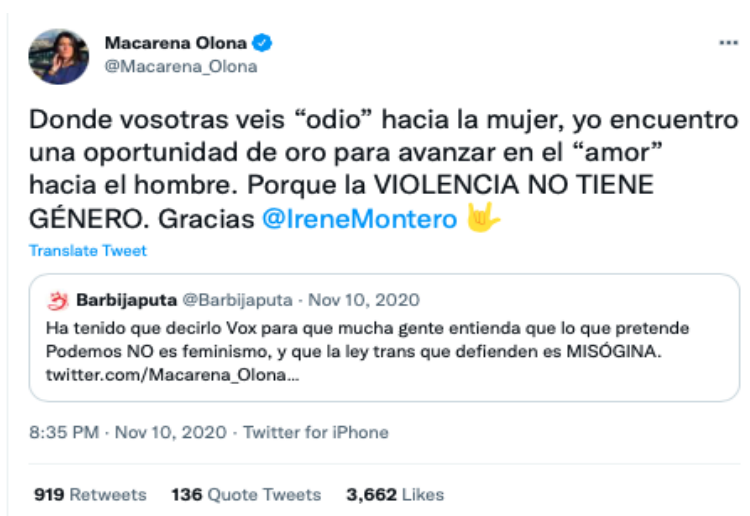 Macarena Olona
@Macarena_Olona
Donde vosotras veis “odio” hacia la mujer, yo encuentro
una oportunidad de oro para avanzar en el “amor”
hacia el hombre. Porque la VIOLENCIA NO TIENE
GÉNERO. Gracias @IreneMontero 🤟
Translate Tweet
Barbijaputa @Barbijaputa · Nov 10, 2020
Ha tenido que decirlo Vox para que mucha gente entienda que lo que pretende
Podemos NO es feminismo, y que la ley trans que defienden es MISÓGINA.
twitter.com/Macarena_Olona...
8:35 PM · Nov 10, 2020 · Twitter for iPhone
919 Retweets 136 Quote Tweets 3,662 Likes